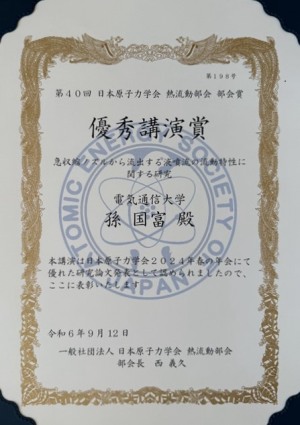 第198号
第40回 日本原子力学会 熱流動部会 部会賞
優秀講演賞
急収縮ノズルから流出する液噴流の流動特性に
関する研究
電気通信大学
孫 国富 殿
本講演は日本原子力学会2024年春の年会にて
優れた研究論文発表として認められましたので、
ここに表彰いたします
令和6年9月12日
一般社団法人 日本原子力学会 熱流動部会
部会長 西 義久
ATOMIC ENERGY SOCIETY OF JAPAN